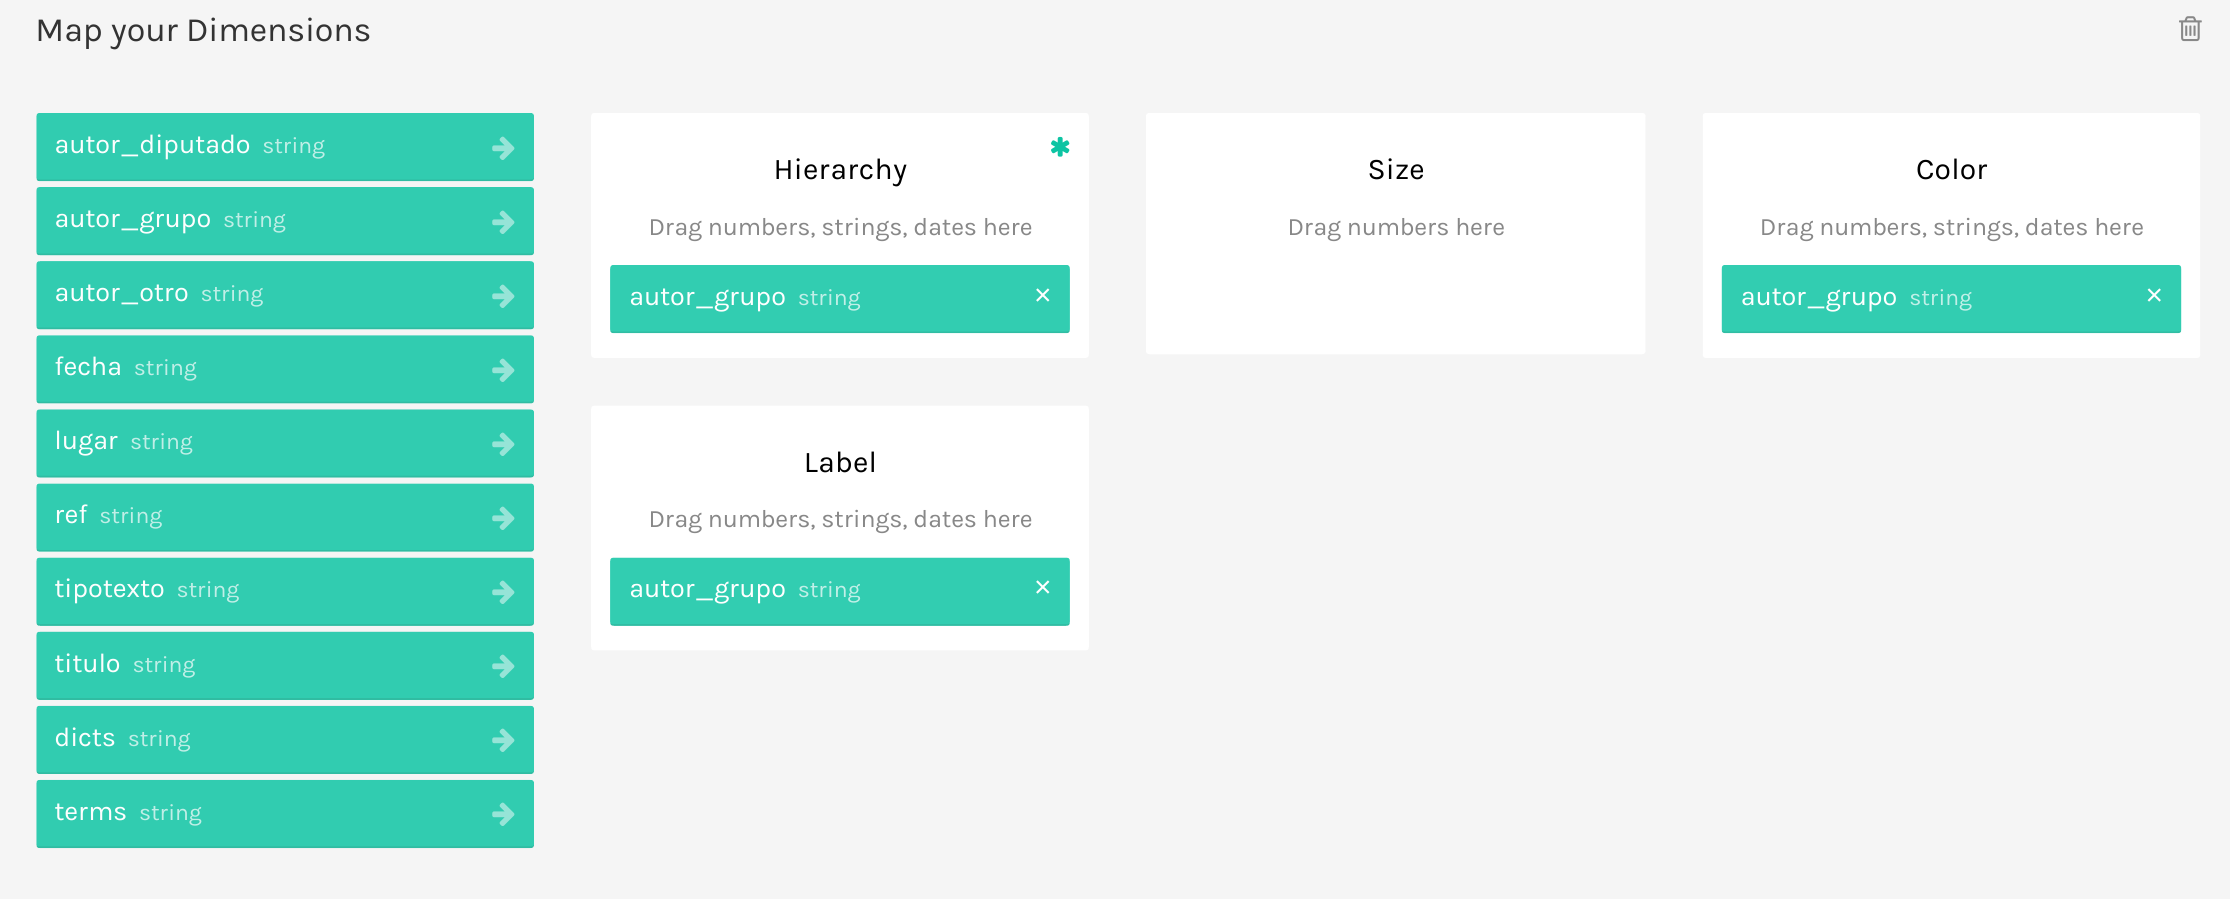 Map your Dimensions
autor_diputado string
autor_grupo string
autor_otro string
fecha string
lugar string
ref string
tipotexto string
titulo string
dicts string
terms string
Hierarchy
Drag numbers, strings, dates here
autor_grupo string
Size
Drag numbers here
Color
Drag numbers, strings, dates here
autor_grupo string
Label
Drag numbers, strings, dates here
autor_grupo string